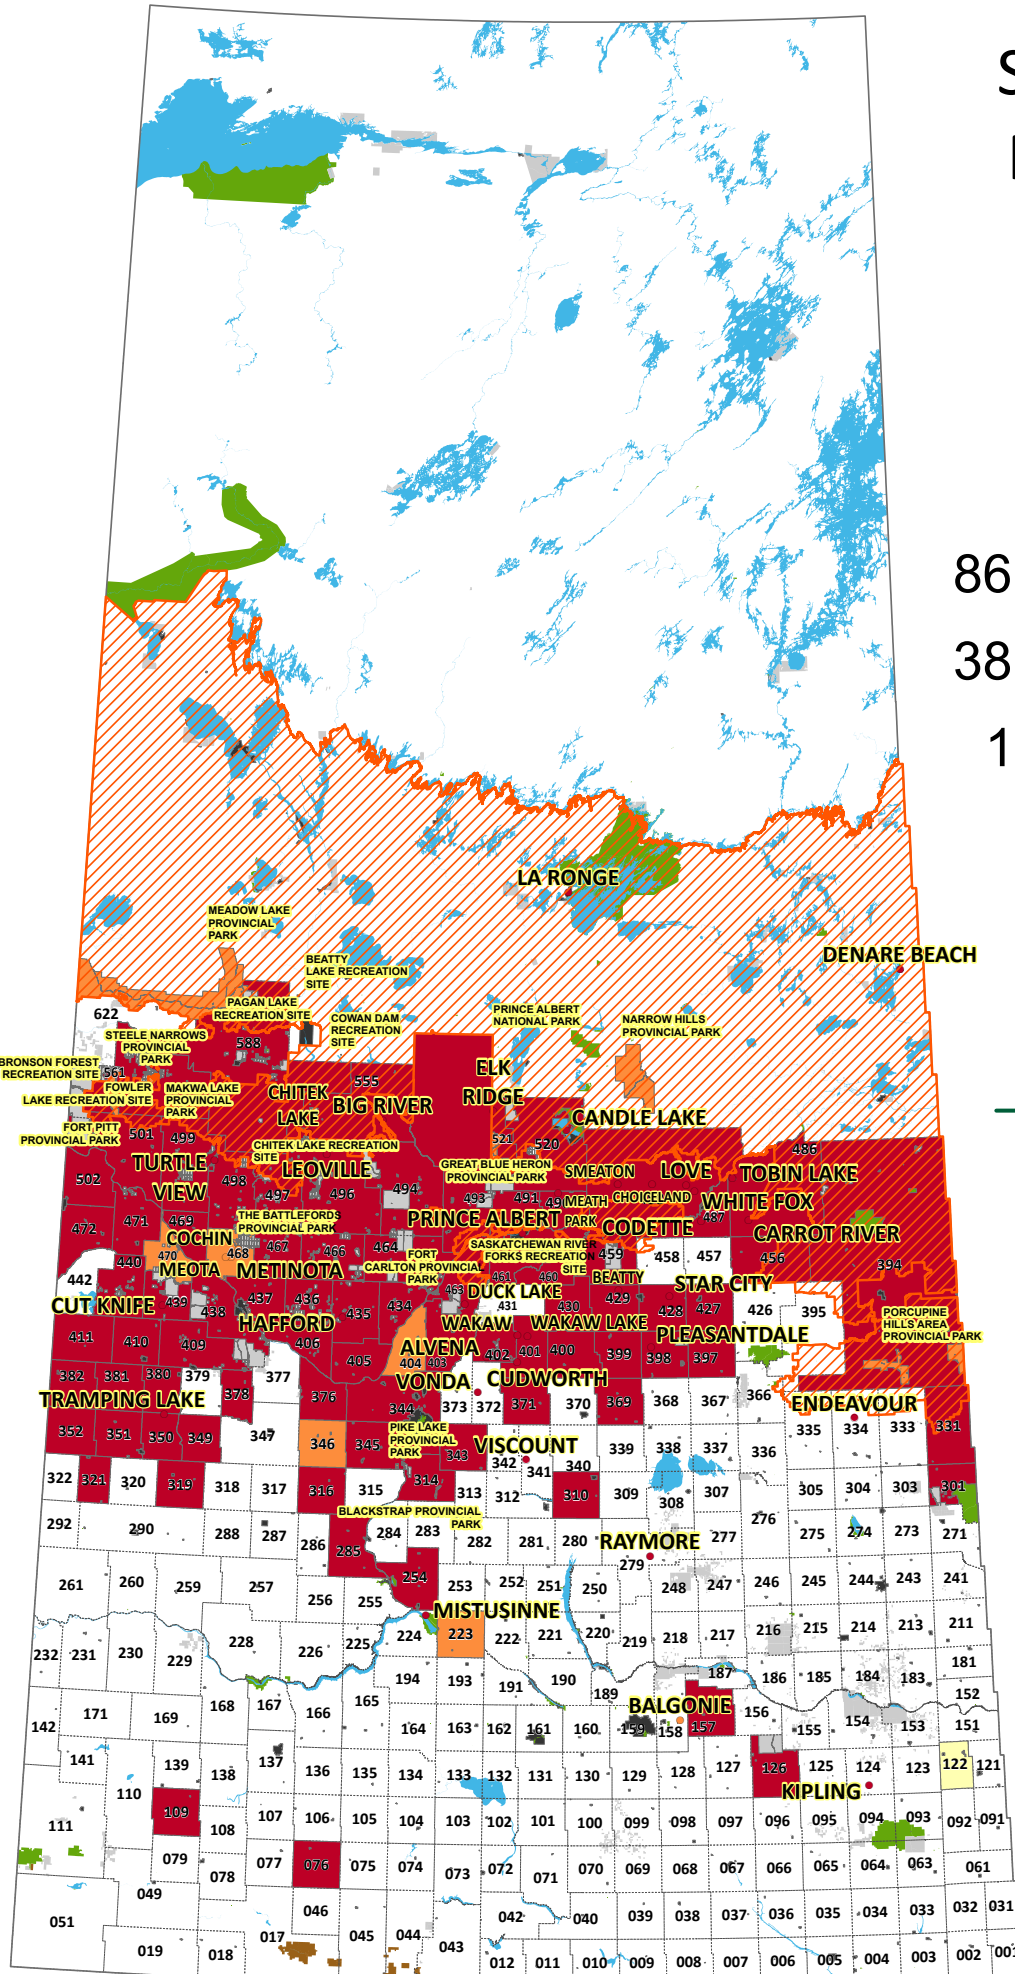 S
86
38
1
LA RONGE
MEADOW LAKE
PROVINCIAL
PARK
DENARE BEACH
BEATTY
LAKE RECREATION
SITE
PAGAN LAKE
RECREATION SITE
622
COWAN DAM
RECREATION
SITE
PRINCE ALBERT
NATIONAL PARK
NARROW HILLS
PROVINCIAL PARK
STEELE NARROWS
PROVINCIAL
PARK
588
BRONSON FOREST
RECREATION SITE
561
FOWLER
LAKE RECREATION SITE
MAKWA LAKE
PROVINCIAL
PARK
CHITEK
LAKE
555
BIG RIVER
ELK
RIDGE
CANDLE LAKE
FORT PITT
PROVINCIAL PARK
501 499
CHITEK LAKE RECREATION
SITE
521 520
486
TURTLE
VIEW
LEOVILLE
GREAT BLUE HERON
PROVINCIAL PARK
SMEATON
LOVE
TOBIN LAKE
502
498 497 496 494 493 491
MEATH
PARK
CHOICELAND
WHITE FOX
487
472 471 469
THE BATTLEFORDS
PROVINCIAL PARK
PRINCE ALBERT
CODETTE
CARROT RIVER
COCHIN
470 468 467 466 464
FORT
CARLTON PROVINCIAL
PARK
SASKATCHEWAN RIVER
FORKS RECREATION
SITE
459 458 457 456 394
442 440
MEOTA
METINOTA
463 461 460
BEATTY
STAR CITY
CUT KNIFE
439 438 437 436 435 434
DUCK LAKE
431 430 429 428 427 426 395
HAFFORD
WAKAW
WAKAW LAKE
PLEASANTDALE
PORCUPINE
HILLS AREA
PROVINCIAL PARK
411 410 409 406 405
ALVENA
404 403 402 401 400 399 398 397
382 381 380 379 378 377 376
VONDA
CUDWORTH
TRAMPING LAKE
344 373 372 371 370 369 368 367 366
ENDEAVOUR
352 351 350 349 347 346 345
PIKE LAKE
PROVINCIAL
PARK
343
VISCOUNT
342 341 340 339 338 337 336 335 334 333 331
322 321 320 319 318 317 316 315 314 313 312 310 309 308 307 305 304 303 301
BLACKSTRAP PROVINCIAL
PARK
292 290 288 287 286 285 284 283 282 281 280
RAYMORE
279 277 276 275 274 273 271
261 260 259 257 256 255 254 253 252 251 250 248 247 246 245 244 243 241
MISTUSINNE
232 231 230 229 228 226 225 224 223 222 221 220 219 218 217 216 215 214 213 211
194 193 191 190 189 187 186 185 184 183 181
171 169 168 167 166 165
BALGONIE
142 164 163 162 161 160 159 158 157 156 155 154 153 152 151
141 139 138 137 136 135 134 133 132 131 130 129 128 127 126 125 124 123 122 121
KIPLING
111 110 109 108 107 106 105 104 103 102 101 100 099 098 097 096 095 094 093 092 091
079 078 077 076 075 074 073 072 071 070 069 068 067 066 065 064 063 061
051 049 046 045 044 043 042 040 039 038 037 036 035 034 033 032 031
019 018 017 012 011 010 009 008 007 006 005 004 003 002